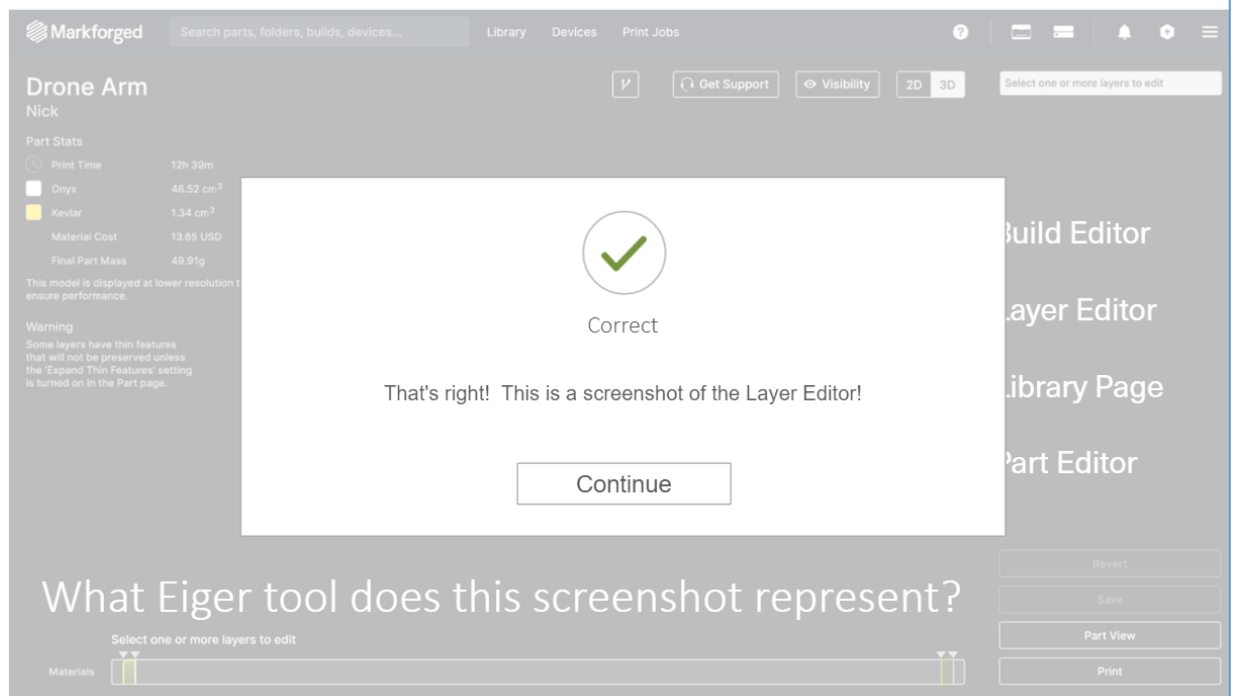 Markforged
Search parts, folders, builds, devices...
Library
Devices
Print Jobs
?
Drone Arm
Nick
Get Support
Visibility
2D
3D
Select one or more layers to edit
Part Stats
Print Time 12h 39m
Onyx 46.52 cm³
Kevlar 1.34 cm³
Material Cost 13.65 USD
Final Part Mass 49.91g
This model is displayed at lower resolution t
ensure performance.
Warning
Some layers have thin features
that will not be preserved unless
the 'Expand Thin Features' setting
is turned on in the Part page.
Correct
That's right! This is a screenshot of the Layer Editor!
Continue
uild Editor
ayer Editor
ibrary Page
art Editor
What Eiger tool does this screenshot represent?
Select one or more layers to edit
Materials
Revert
Save
Part View
Print